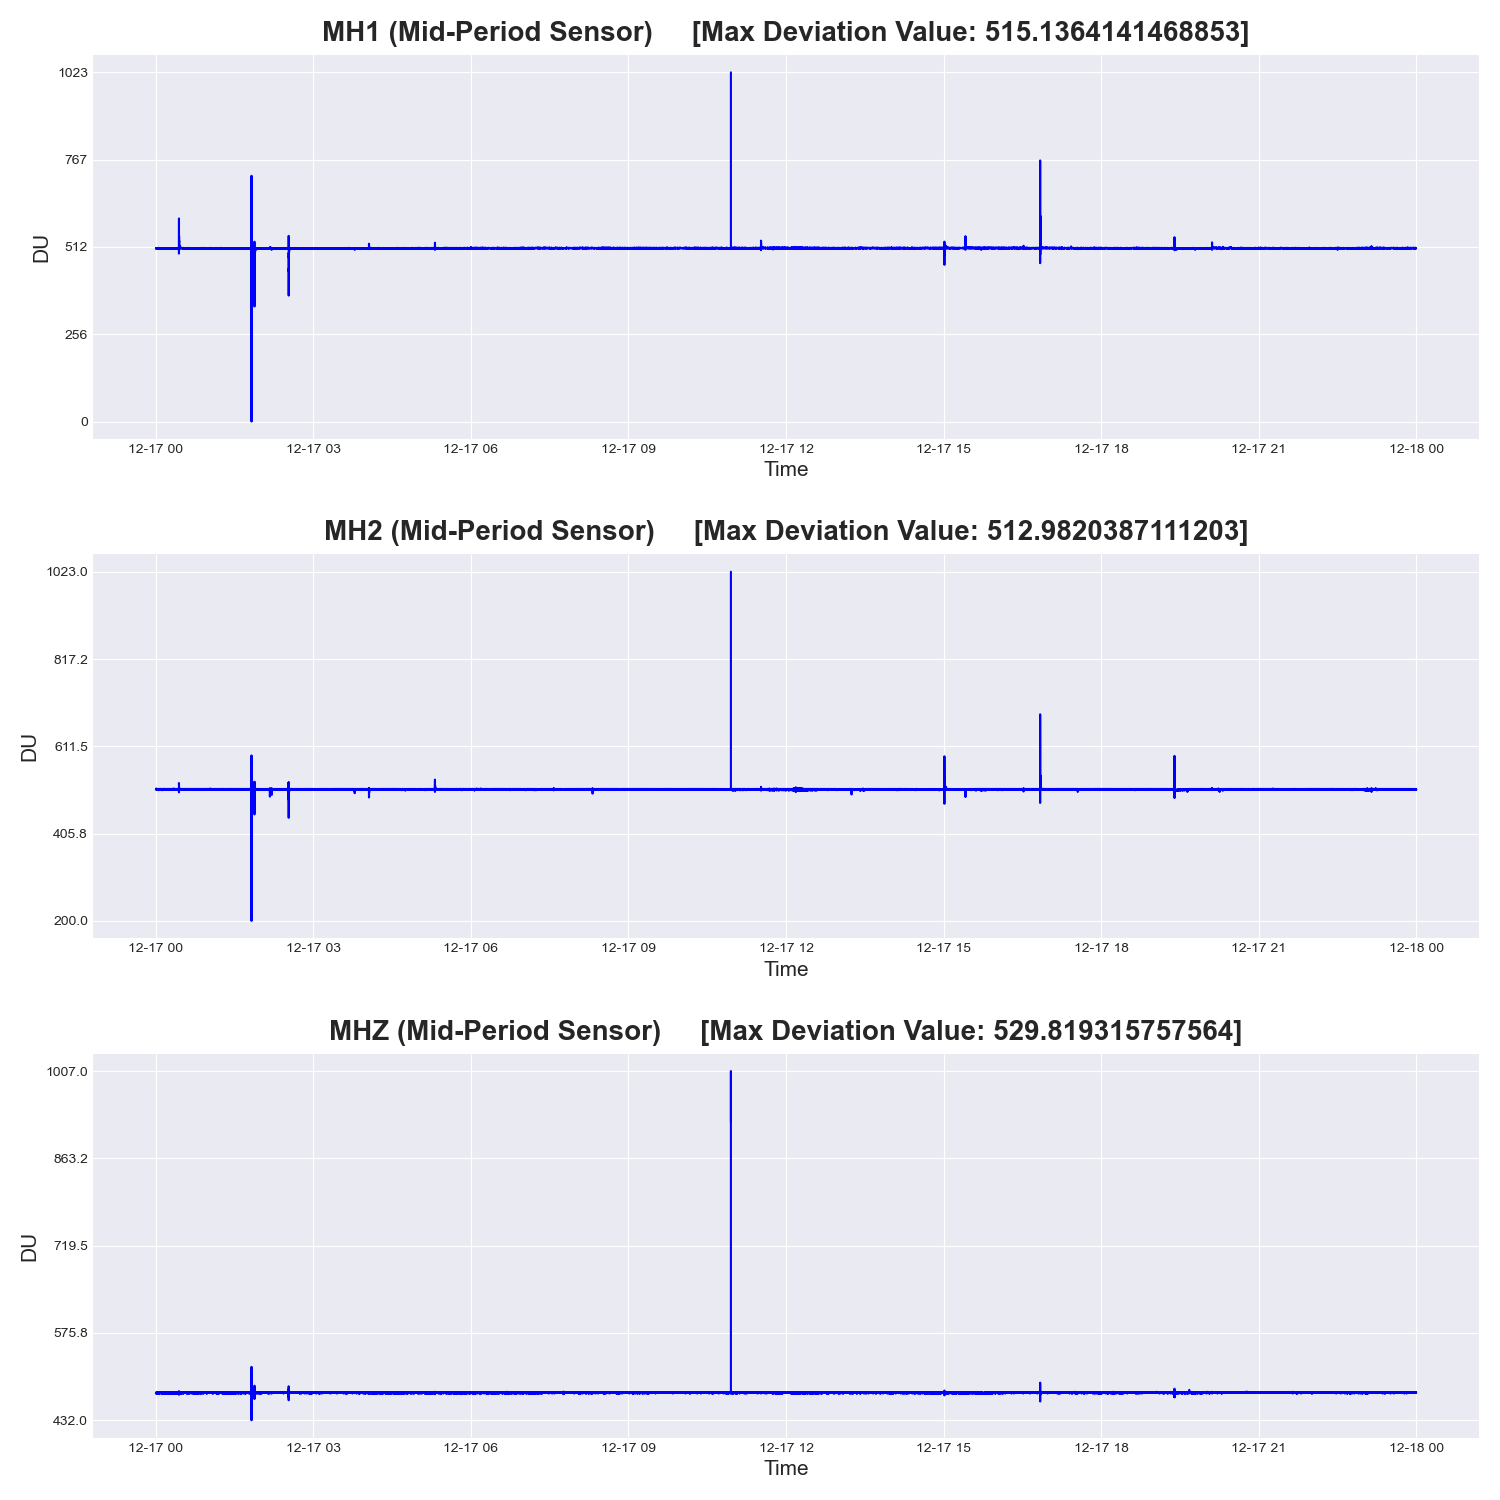 MH1 (Mid-Period Sensor) [Max Deviation Value: 515.1364141468853]
1023
767
512
256
0
DU
12-17 00 12-17 03 12-17 06 12-17 09 12-17 12 12-17 15 12-17 18 12-17 21 12-18 00
Time
MH2 (Mid-Period Sensor) [Max Deviation Value: 512.9820387111203]
1023.0
817.2
611.5
405.8
200.0
DU
12-17 00 12-17 03 12-17 06 12-17 09 12-17 12 12-17 15 12-17 18 12-17 21 12-18 00
Time
MHZ (Mid-Period Sensor) [Max Deviation Value: 529.819315757564]
1007.0
863.2
719.5
575.8
432.0
DU
12-17 00 12-17 03 12-17 06 12-17 09 12-17 12 12-17 15 12-17 18 12-17 21 12-18 00
Time